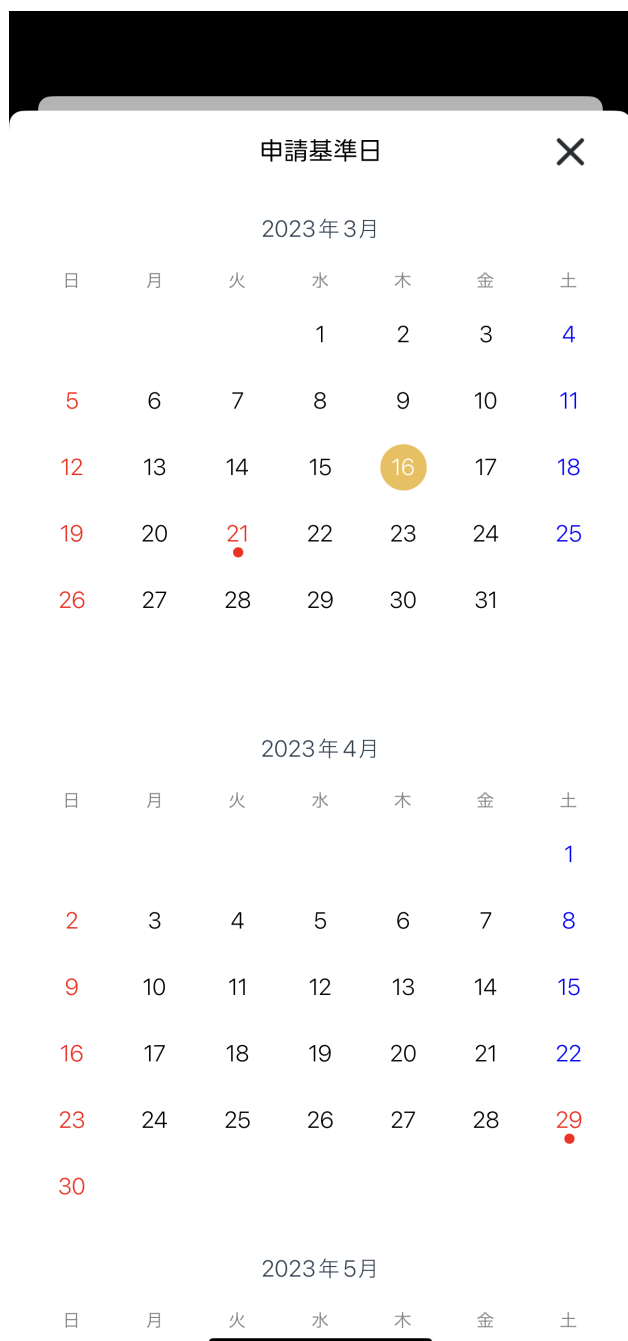 申請基準日
2023年3月
日 月 火 水 木 金 土
1 2 3 4
5 6 7 8 9 10 11
12 13 14 15 16 17 18
19 20 21 22 23 24 25
26 27 28 29 30 31
2023年4月
日 月 火 水 木 金 土
1
2 3 4 5 6 7 8
9 10 11 12 13 14 15
16 17 18 19 20 21 22
23 24 25 26 27 28 29
30
2023年5月
日 月 火 水 木 金 土